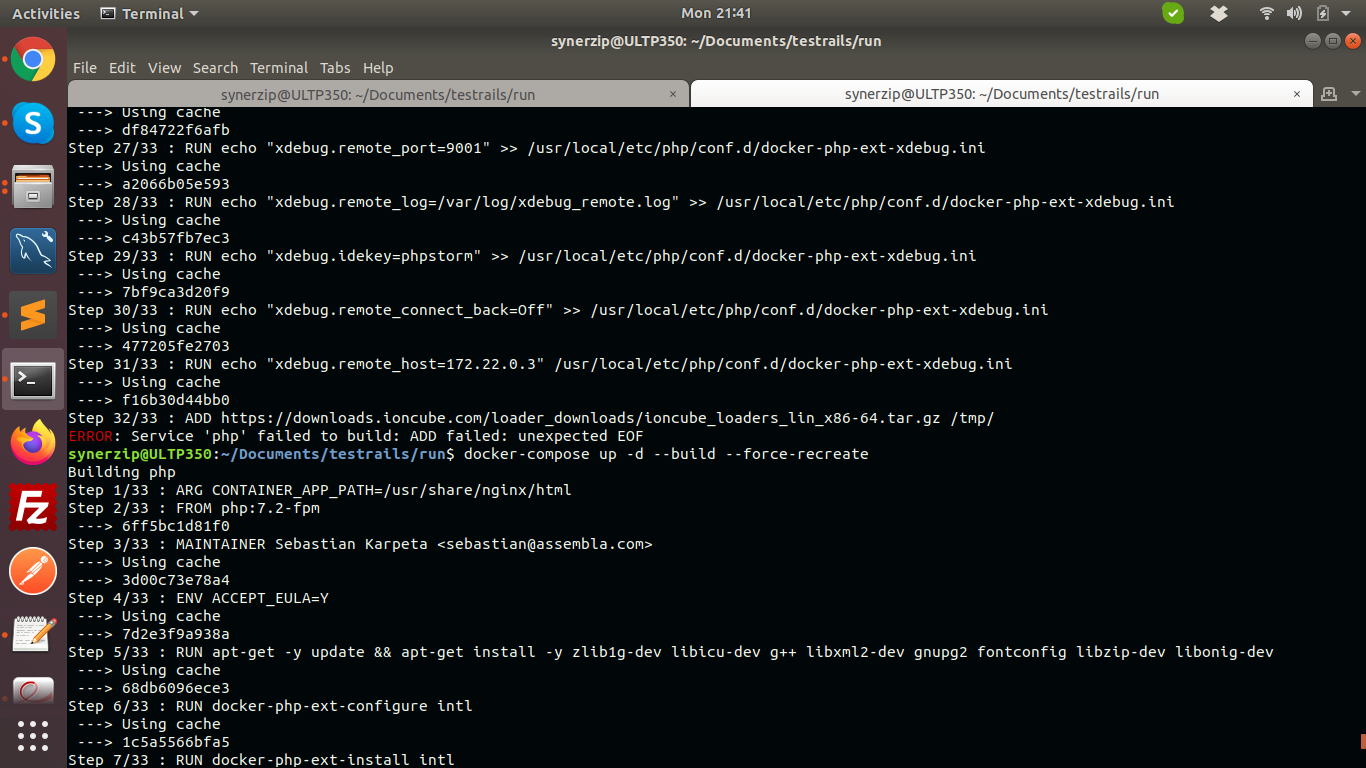 Activities Terminal Mon 21:41
synerzip@ULTP350: ~/Documents/testrails/run
File Edit View Search Terminal Tabs Help
synerzip@ULTP350: ~/Documents/testrails/run × synerzip@ULTP350: ~/Documents/testrails/run ×
---> Using cache
---> df84722f6afb
Step 27/33 : RUN echo "xdebug.remote_port=9001" >> /usr/local/etc/php/conf.d/docker-php-ext-xdebug.ini
---> Using cache
---> a2066b05e593
Step 28/33 : RUN echo "xdebug.remote_log=/var/log/xdebug_remote.log" >> /usr/local/etc/php/conf.d/docker-php-ext-xdebug.ini
---> Using cache
---> c43b57fb7ec3
Step 29/33 : RUN echo "xdebug.idekey=phpstorm" >> /usr/local/etc/php/conf.d/docker-php-ext-xdebug.ini
---> Using cache
---> 7bf9ca3d20f9
Step 30/33 : RUN echo "xdebug.remote_connect_back=Off" >> /usr/local/etc/php/conf.d/docker-php-ext-xdebug.ini
---> Using cache
---> 477205fe2703
Step 31/33 : RUN echo "xdebug.remote_host=172.22.0.3" /usr/local/etc/php/conf.d/docker-php-ext-xdebug.ini
---> Using cache
---> f16b30d44bb0
Step 32/33 : ADD https://downloads.ioncube.com/loader_downloads/ioncube_loaders_lin_x86-64.tar.gz /tmp/
ERROR: Service 'php' failed to build: ADD failed: unexpected EOF
synerzip@ULTP350:~/Documents/testrails/run$ docker-compose up -d --build --force-recreate
Building php
Step 1/33 : ARG CONTAINER_APP_PATH=/usr/share/nginx/html
Step 2/33 : FROM php:7.2-fpm
---> 6ff5bc1d81f0
Step 3/33 : MAINTAINER Sebastian Karpeta <sebastian@assembla.com>
---> Using cache
---> 3d00c73e78a4
Step 4/33 : ENV ACCEPT_EULA=Y
---> Using cache
---> 7d2e3f9a938a
Step 5/33 : RUN apt-get -y update && apt-get install -y zlib1g-dev libicu-dev g++ libxml2-dev gnupg2 fontconfig libzip-dev libonig-dev
---> Using cache
---> 68db6096ece3
Step 6/33 : RUN docker-php-ext-configure intl
---> Using cache
---> 1c5a5566bfa5
Step 7/33 : RUN docker-php-ext-install intl